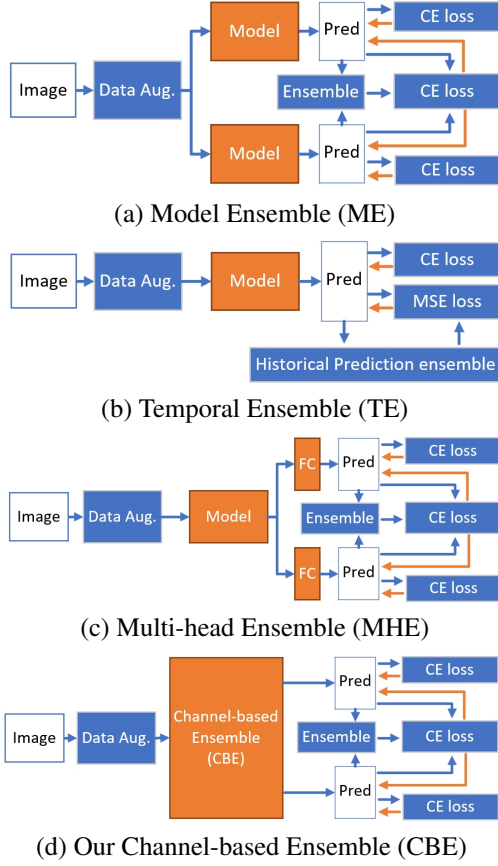 Model
Pred
CE loss
Image
Data Aug.
Ensemble
CE loss
Model
Pred
CE loss
(a) Model Ensemble (ME)
Image
Data Aug.
Model
Pred
CE loss
MSE loss
Historical Prediction ensemble
(b) Temporal Ensemble (TE)
FC
Pred
CE loss
Image
Data Aug.
Model
Ensemble
CE loss
FC
Pred
CE loss
(c) Multi-head Ensemble (MHE)
Pred
CE loss
Image
Data Aug.
Channel-based
Ensemble
(CBE)
Ensemble
CE loss
Pred
CE loss
(d) Our Channel-based Ensemble (CBE)